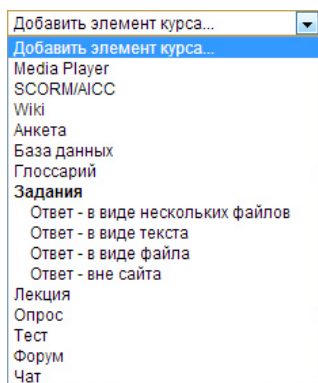 Добавить элемент курса...
Добавить элемент курса...
Media Player
SCORM/AICC
Wiki
Анкета
База данных
Глоссарий
Задания
Ответ - в виде нескольких файлов
Ответ - в виде текста
Ответ - в виде файла
Ответ - вне сайта
Лекция
Опрос
Тест
Форум
Чат